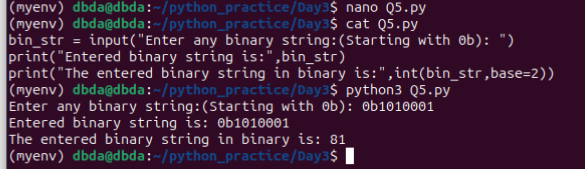 (myenv) dbda@dbda:~/python_practice/Day3$ nano Q5.py
(myenv) dbda@dbda:~/python_practice/Day3$ cat Q5.py
bin_str = input("Enter any binary string:(Starting with 0b): ")
print("Entered binary string is:",bin_str)
print("The entered binary string in binary is:",int(bin_str,base=2))
(myenv) dbda@dbda:~/python_practice/Day3$ python3 Q5.py
Enter any binary string:(Starting with 0b): 0b1010001
Entered binary string is: 0b1010001
The entered binary string in binary is: 81
(myenv) dbda@dbda:~/python_practice/Day3$